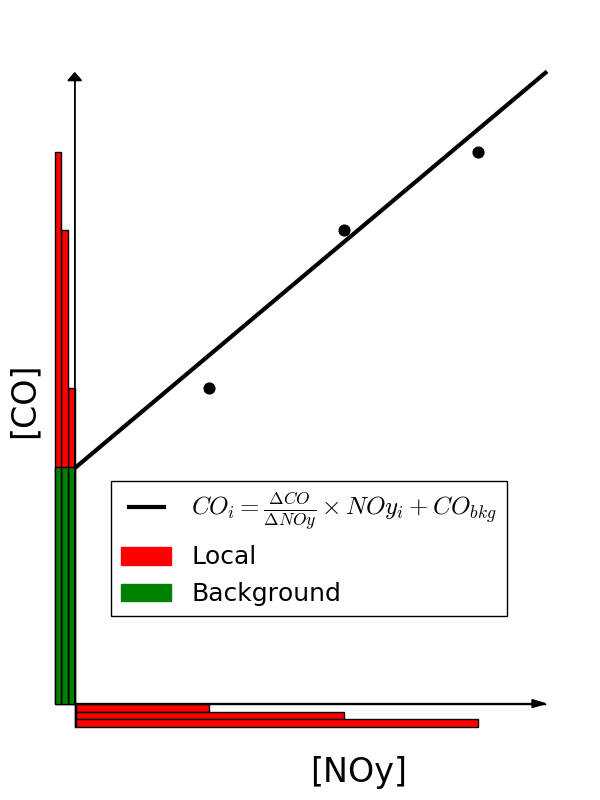 [CO]
$CO_i = \frac{\Delta CO}{\Delta NOy} \times NOy_i + CO_{bkg}$
Local
Background
[NOy]